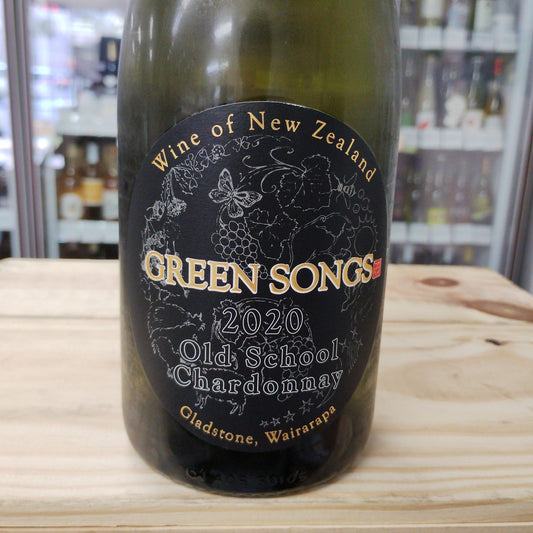 Wine of New Zealand
GREEN SONGS
2020
Old School
Chardonnay
Gladstone, Wairarapa